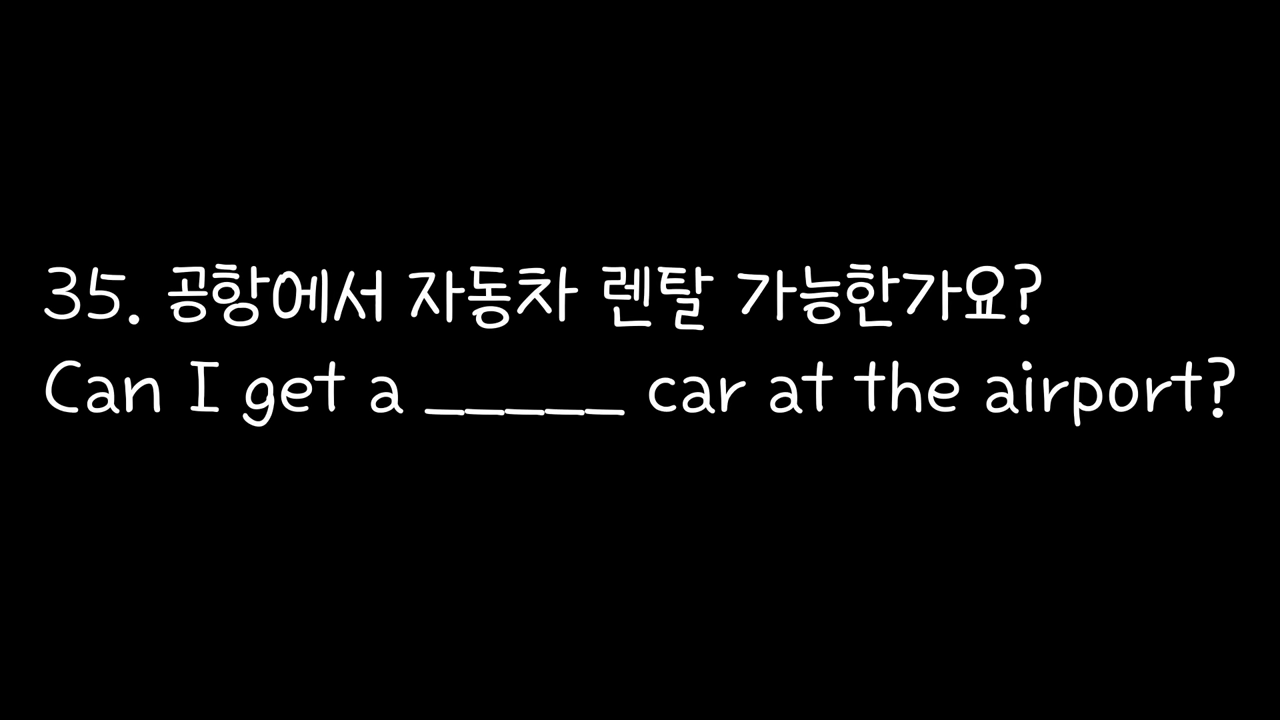 35. 공항에서 자동차 렌탈 가능한가요?
Can I get a _____ car at the airport?